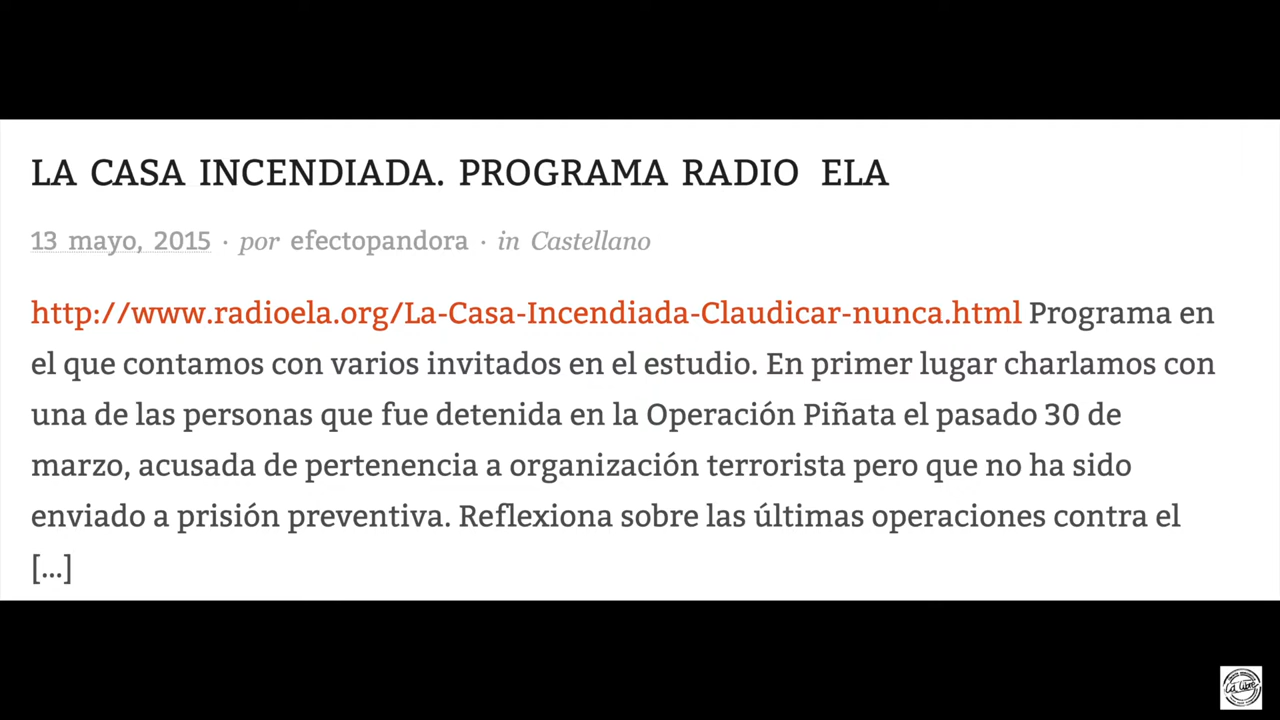 LA CASA INCENDIADA. PROGRAMA RADIO ELA
13 mayo, 2015 · por efectopandora · in Castellano
http://www.radioela.org/La-Casa-Incendiada-Claudicar-nunca.html Programa en
el que contamos con varios invitados en el estudio. En primer lugar charlamos con
una de las personas que fue detenida en la Operación Piñata el pasado 30 de
marzo, acusada de pertenencia a organización terrorista pero que no ha sido
enviado a prisión preventiva. Reflexiona sobre las últimas operaciones contra el
[...]